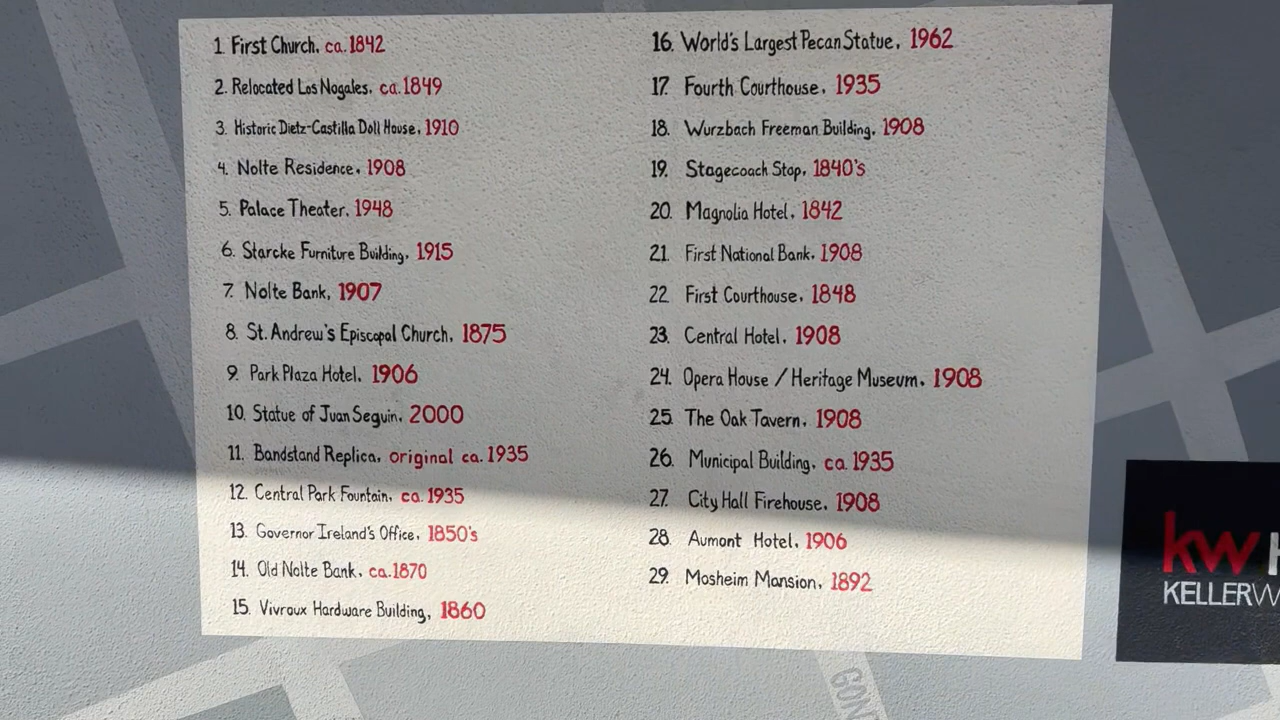 1. First Church, ca. 1842
2. Relocated Los Nogales, ca. 1849
3. Historic Dietz-Castilla Doll House, 1910
4. Nolte Residence, 1908
5. Palace Theater, 1948
6. Starcke Furniture Building, 1915
7. Nolte Bank, 1907
8. St. Andrew's Episcopal Church, 1875
9. Park Plaza Hotel, 1906
10. Statue of Juan Seguin, 2000
11. Bandstand Replica, original ca. 1935
12. Central Park Fountain, ca. 1935
13. Governor Ireland's Office, 1850's
14. Old Nolte Bank, ca. 1870
15. Vivroux Hardware Building, 1860
16. World's Largest Pecan Statue, 1962
17. Fourth Courthouse, 1935
18. Wurzbach Freeman Building, 1908
19. Stagecoach Stop, 1840's
20. Magnolia Hotel, 1842
21. First National Bank, 1908
22. First Courthouse, 1848
23. Central Hotel, 1908
24. Opera House / Heritage Museum, 1908
25. The Oak Tavern, 1908
26. Municipal Building, ca. 1935
27. City Hall Firehouse, 1908
28. Aumont Hotel, 1906
29. Mosheim Mansion, 1892
kw
KELLER